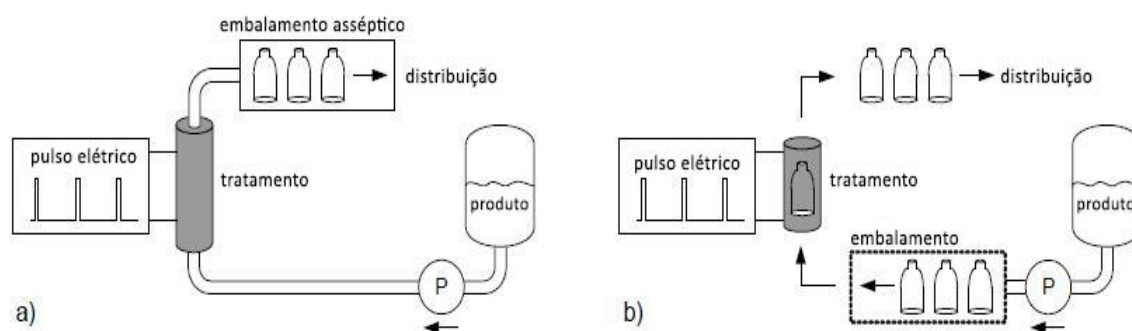 embalamento asséptico
distribuição
pulso elétrico
tratamento
produto
P
a)
distribuição
pulso elétrico
tratamento
produto
embalamento
P
b)